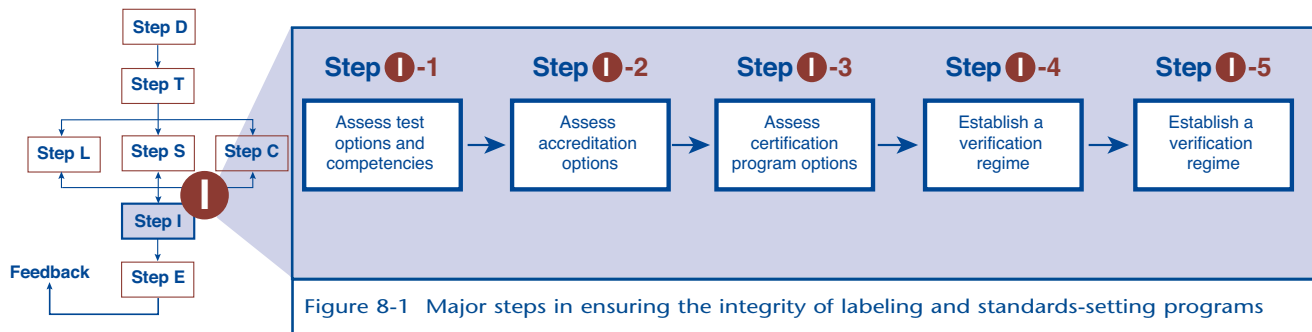 Step D
Step T
Step L
Step S
Step C
I
Step I
Step E
Feedback
Step I-1
Assess test
options and
competencies
Step I-2
Assess
accreditation
options
Step I-3
Assess
certification
program options
Step I-4
Establish a
verification
regime
Step I-5
Establish a
verification
regime
Figure 8-1 Major steps in ensuring the integrity of labeling and standards-setting programs